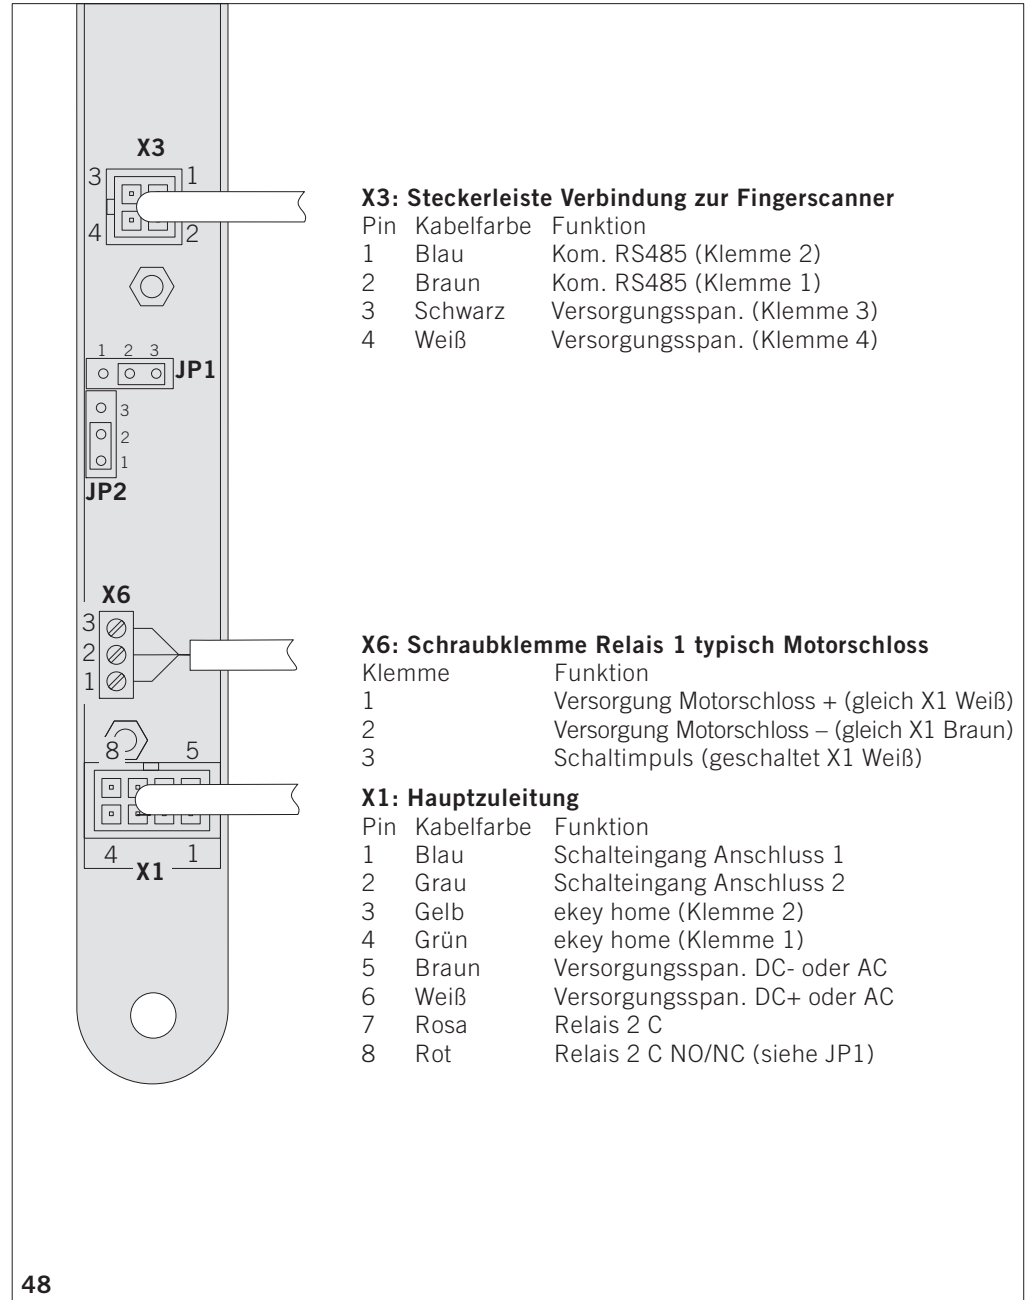 X3
3 1
4 2
X3: Steckerleiste Verbindung zur Fingerscanner
Pin Kabelfarbe Funktion
1 Blau Kom. RS485 (Klemme 2)
2 Braun Kom. RS485 (Klemme 1)
3 Schwarz Versorgungsspan. (Klemme 3)
4 Weiß Versorgungsspan. (Klemme 4)
1 2 3
JP1
3
2
1
JP2
X6
3
2
1
X6: Schraubklemme Relais 1 typisch Motorschloss
Klemme Funktion
1 Versorgung Motorschloss + (gleich X1 Weiß)
2 Versorgung Motorschloss – (gleich X1 Braun)
3 Schaltimpuls (geschaltet X1 Weiß)
8 5
4 1
X1
X1: Hauptzuleitung
Pin Kabelfarbe Funktion
1 Blau Schalteingang Anschluss 1
2 Grau Schalteingang Anschluss 2
3 Gelb ekey home (Klemme 2)
4 Grün ekey home (Klemme 1)
5 Braun Versorgungsspan. DC- oder AC
6 Weiß Versorgungsspan. DC+ oder AC
7 Rosa Relais 2 C
8 Rot Relais 2 C NO/NC (siehe JP1)
48